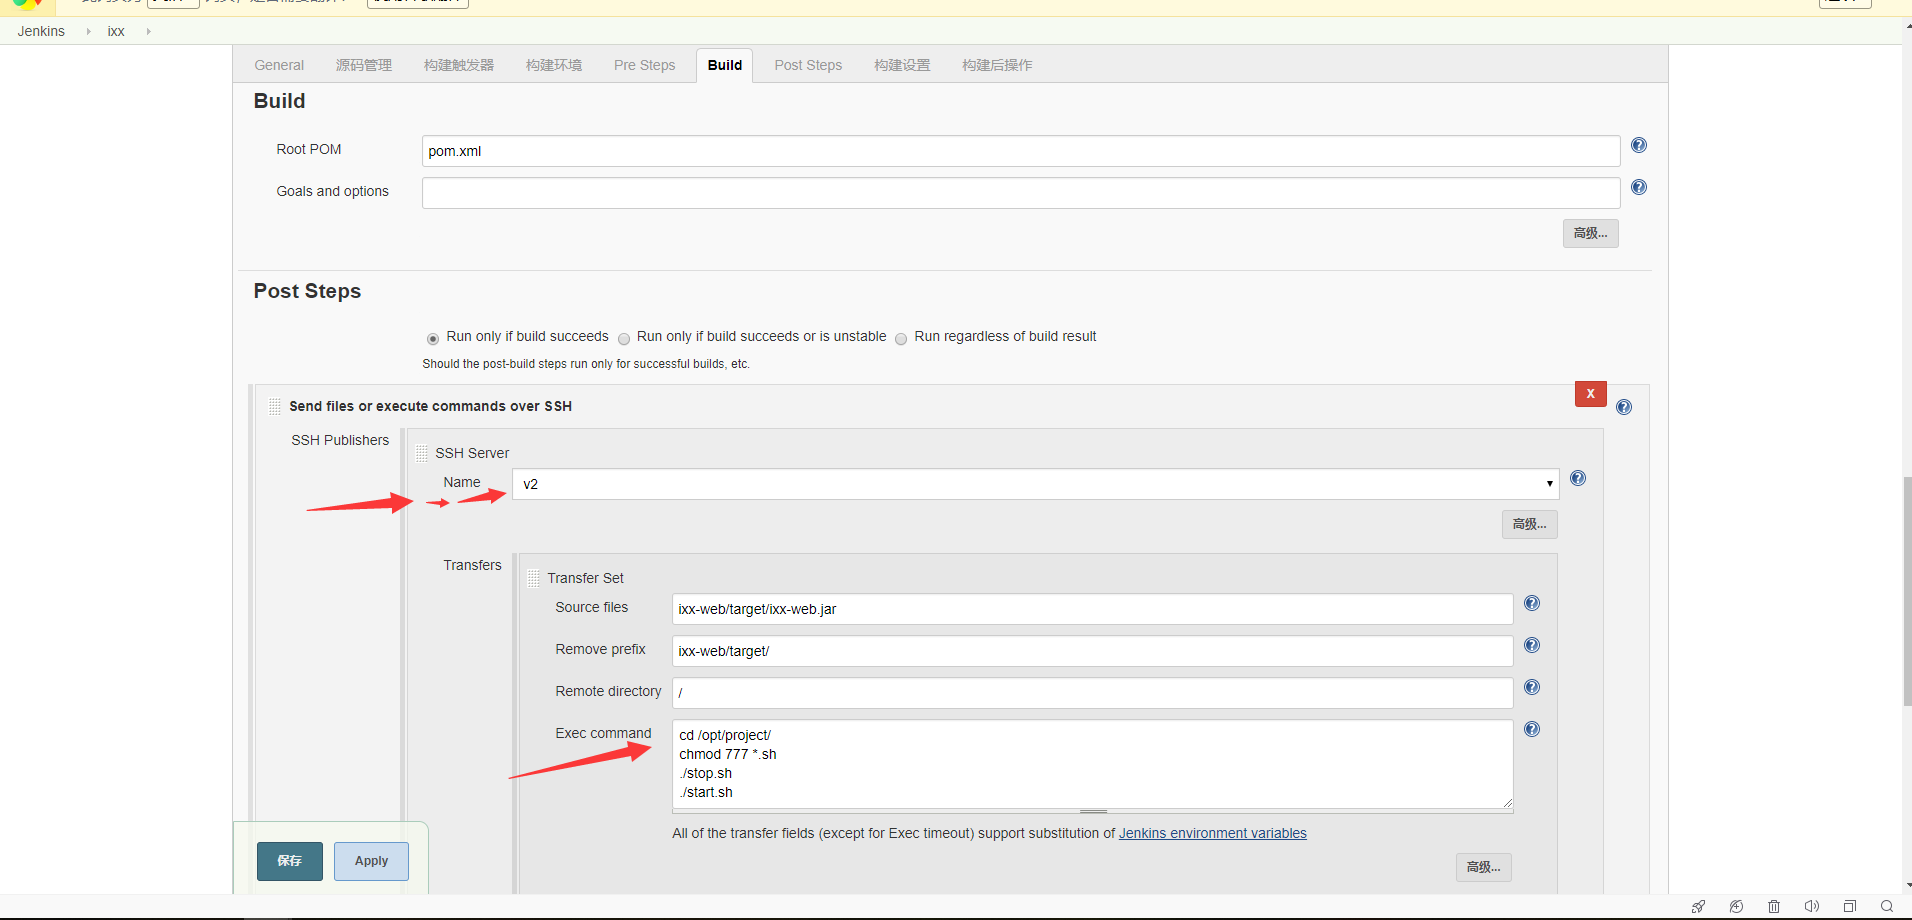 Jenkins ixx
General 源码管理 构建触发器 构建环境 Pre Steps Build Post Steps 构建设置 构建后操作
Build
Root POM pom.xml
Goals and options
高级...
Post Steps
Run only if build succeeds Run only if build succeeds or is unstable Run regardless of build result
Should the post-build steps run only for successful builds, etc.
X
Send files or execute commands over SSH
SSH Publishers
SSH Server
Name v2
高级...
Transfers
Transfer Set
Source files ixx-web/target/ixx-web.jar
Remove prefix ixx-web/target/
Remote directory /
Exec command cd /opt/project/
chmod 777 *.sh
./stop.sh
./start.sh
All of the transfer fields (except for Exec timeout) support substitution of Jenkins environment variables
保存 Apply
高级...